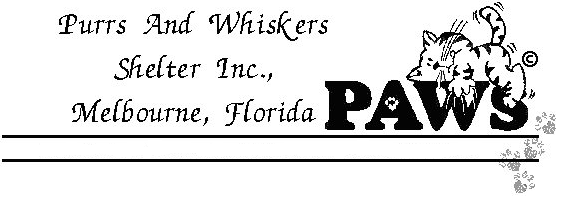 Purrs And Whiskers
Shelter Inc.,
Melbourne, Florida
PAWS ©